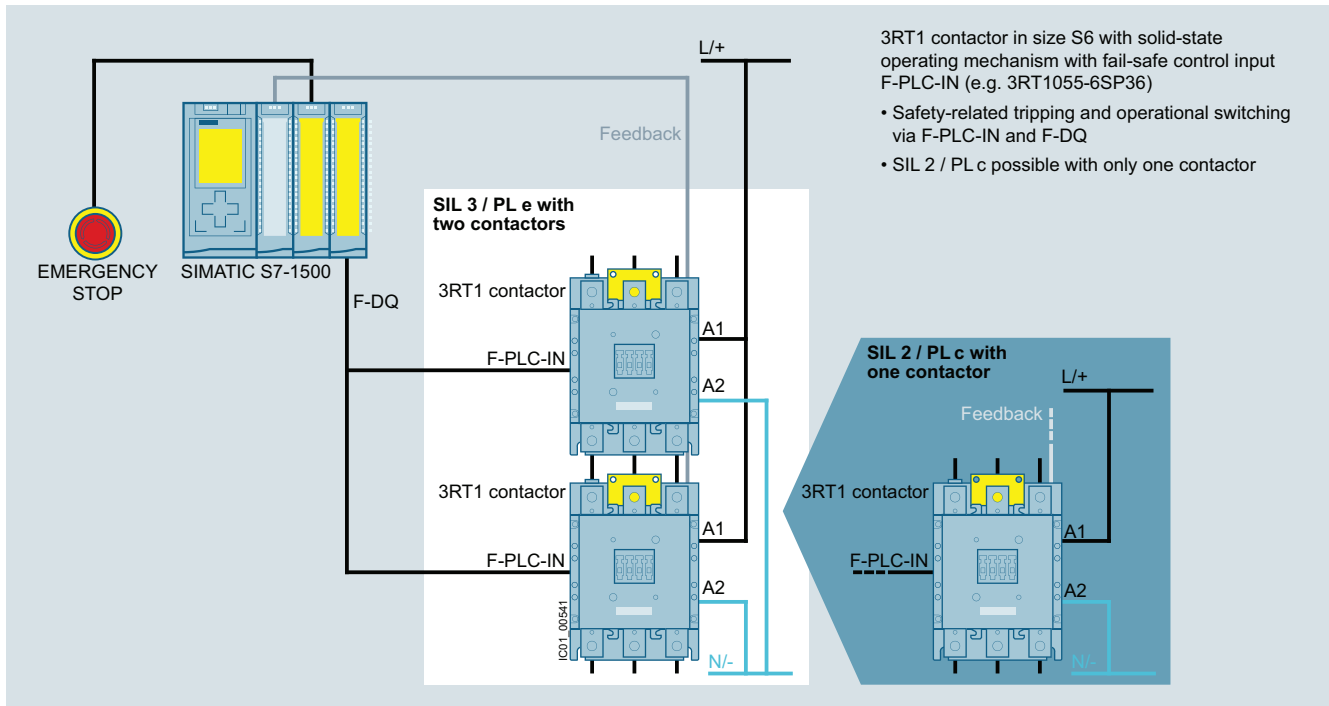 L/+
3RT1 contactor in size S6 with solid-state
operating mechanism with fail-safe control input
F-PLC-IN (e.g. 3RT1055-6SP36)
• Safety-related tripping and operational switching
via F-PLC-IN and F-DQ
• SIL 2 / PL c possible with only one contactor
Feedback
SIL 3 / PL e with
two contactors
EMERGENCY
STOP
SIMATIC S7-1500
F-DQ
3RT1 contactor
A1
F-PLC-IN
A2
3RT1 contactor
A1
F-PLC-IN
A2
N/-
IC01_00541
SIL 2 / PL c with
one contactor
L/+
Feedback
3RT1 contactor
A1
F-PLC-IN
A2
N/-